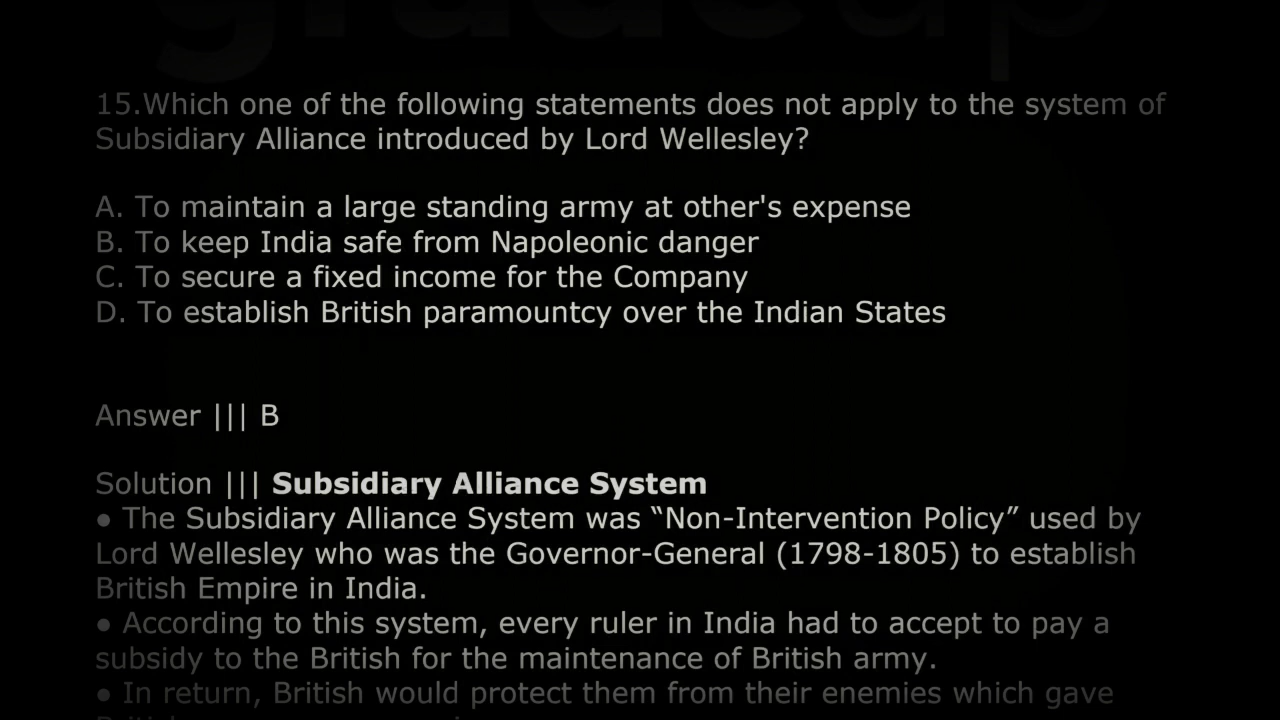 15.Which one of the following statements does not apply to the system of
Subsidiary Alliance introduced by Lord Wellesley?
A. To maintain a large standing army at other's expense
B. To keep India safe from Napoleonic danger
C. To secure a fixed income for the Company
D. To establish British paramountcy over the Indian States
Answer ||| B
Solution ||| Subsidiary Alliance System
● The Subsidiary Alliance System was “Non-Intervention Policy” used by
Lord Wellesley who was the Governor-General (1798-1805) to establish
British Empire in India.
● According to this system, every ruler in India had to accept to pay a
subsidy to the British for the maintenance of British army.
● In return, British would protect them from their enemies which gave